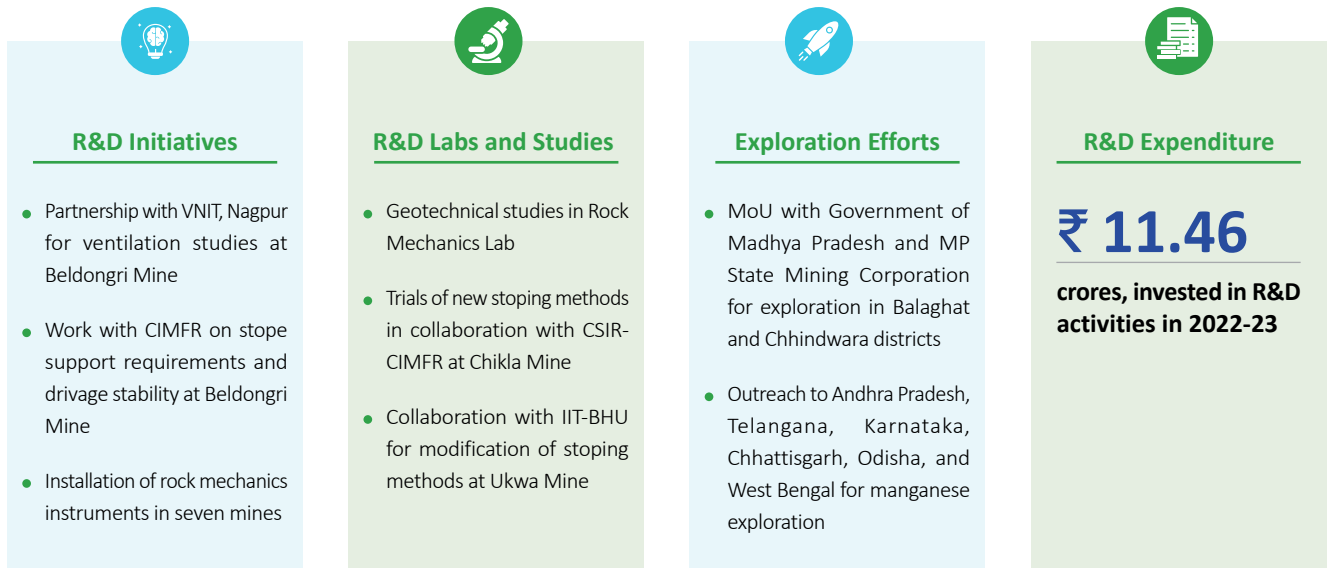 R&D Initiatives
Partnership with VNIT, Nagpur
for ventilation studies at
Beldongri Mine
Work with CIMFR on stope
support requirements and
drivage stability at Beldongri
Mine
Installation of rock mechanics
instruments in seven mines
R&D Labs and Studies
Geotechnical studies in Rock
Mechanics Lab
Trials of new stoping methods
in collaboration with CSIR-
CIMFR at Chikla Mine
Collaboration with IIT-BHU
for modification of stoping
methods at Ukwa Mine
Exploration Efforts
MoU with Government of
Madhya Pradesh and MP
State Mining Corporation
for exploration in Balaghat
and Chhindwara districts
Outreach to Andhra Pradesh,
Telangana, Karnataka,
Chhattisgarh, Odisha, and
West Bengal for manganese
exploration
R&D Expenditure
₹ 11.46
crores, invested in R&D
activities in 2022-23